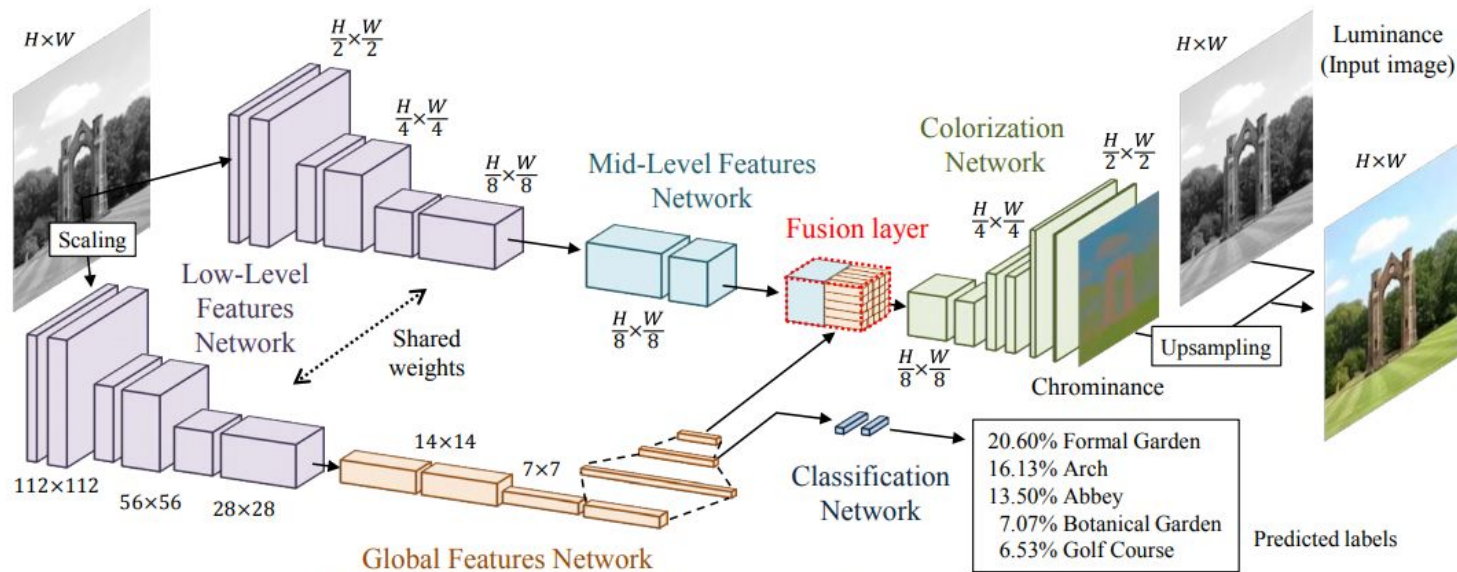 H×W
H/2 × W/2
H/4 × W/4
H/8 × W/8
Scaling
Low-Level
Features
Network
Shared
weights
112×112
56×56
28×28
14×14
7×7
Global Features Network
Mid-Level Features
Network
H/8 × W/8
Fusion layer
Colorization
Network
H/8 × W/8
H/4 × W/4
H/2 × W/2
Chrominance
Classification
Network
20.60% Formal Garden
16.13% Arch
13.50% Abbey
7.07% Botanical Garden
6.53% Golf Course
Predicted labels
Upsampling
H×W
Luminance
(Input image)
H×W